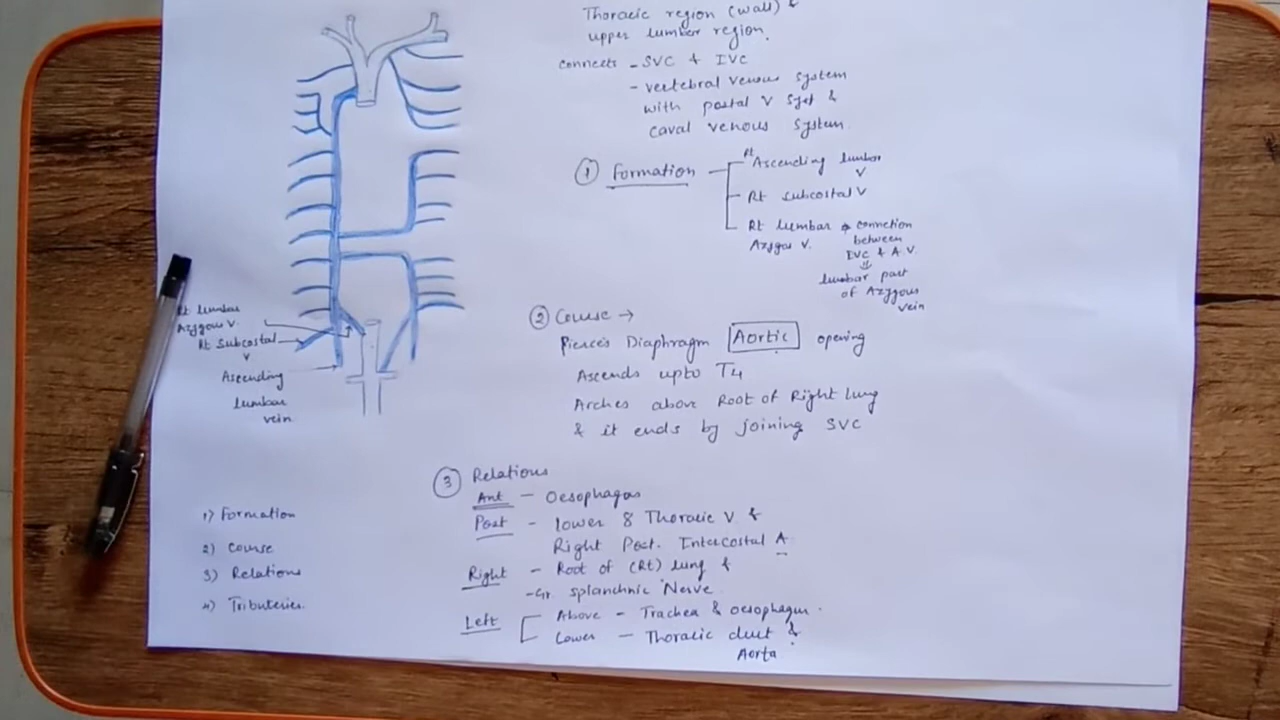 Thoracic region (wall) &
upper lumbar region.
connects - SVC & IVC
- vertebral venous system
with portal V syst &
caval venous system
① Formation
Rt Ascending lumbar
V
Rt subcostal V
Rt lumbar
Azygos V.
connection
between
IVC & A.V.
lumbar part
of Azygous
vein
Rt lumbar
Azygous V.
Rt Subcostal
V
Ascending
lumbar
vein
② Course →
Pierces Diaphragm Aortic opening
Ascends upto T4
Arches above Root of Right lung
& it ends by joining SVC
③ Relations
Ant - Oesophagus
Post - lower 8 Thoracic V &
Right Post. Intercostal A
Right - Root of (Rt) lung &
- Gr. Splanchnic Nerve
Left
Above - Trachea & oesophagus.
Lower - Thoracic duct &
Aorta
1) Formation
2) Course
3) Relations
4) Tributeries.